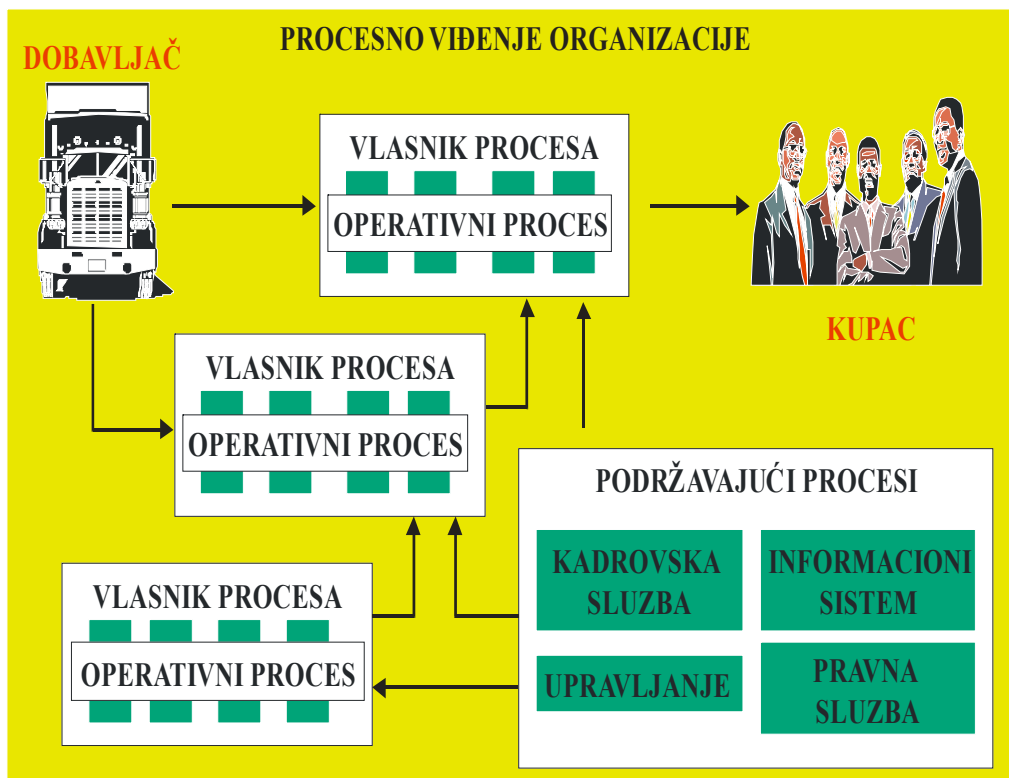 PROCESNO VIĐENJE ORGANIZACIJE
DOBAVLJAČ
VLASNIK PROCESA
OPERATIVNI PROCES
KUPAC
VLASNIK PROCESA
OPERATIVNI PROCES
PODRŽAVAJUĆI PROCESI
KADROVSKA
SLUZBA
INFORMACIONI
SISTEM
VLASNIK PROCESA
OPERATIVNI PROCES
UPRAVLJANJE
PRAVNA
SLUZBA